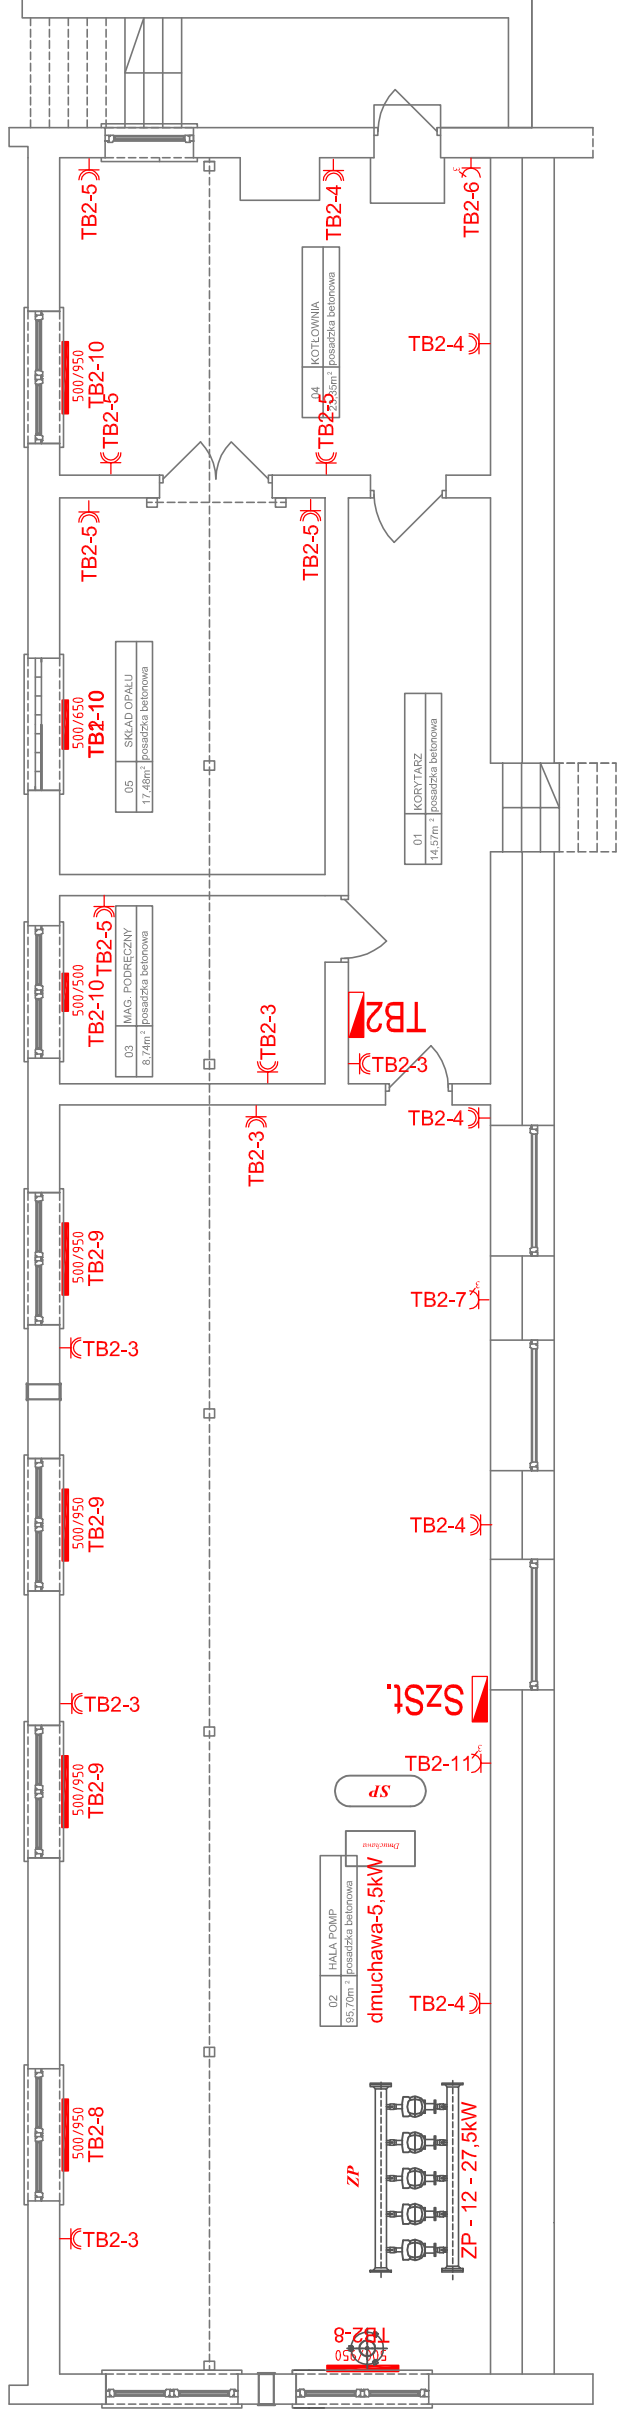 TB2-5
TB2-4
TB2-6
3
04 KOTŁOWNIA
posadzka betonowa
TB2-4
500/950
TB2-10
TB2-5
TB2-5
TB2-5
TB2-5
05 SKŁAD OPAŁU
17,48m² posadzka betonowa
500/650
TB2-10
01 KORYTARZ
14,57m² posadzka betonowa
TB2-5
03 MAG. PODRĘCZNY
8,74m² posadzka betonowa
500/500
TB2-10
TB2
TB2-3
TB2-3
TB2-3
TB2-4
500/950
TB2-9
TB2-7
3
TB2-3
500/950
TB2-9
TB2-4
SzSt.
TB2-3
TB2-11
3
500/950
TB2-9
SP
Dmuchawa
dmuchawa-5,5kW
02 HALA POMP
95,70m² posadzka betonowa
TB2-4
500/950
TB2-8
ZP
ZP - 12 - 27,5kW
TB2-3
TB2-8
500/950